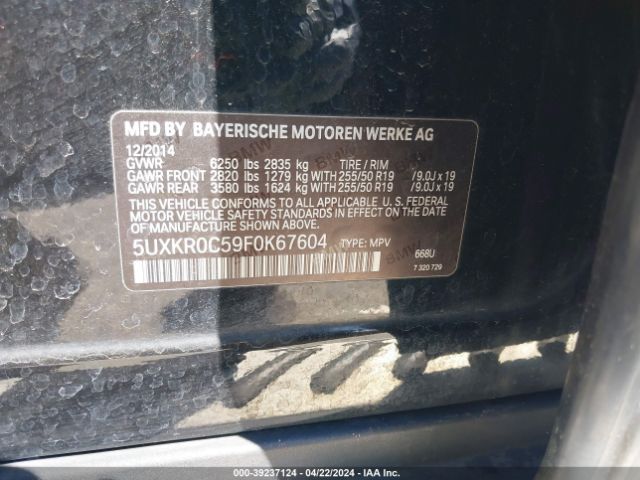 MFD BY BAYERISCHE MOTOREN WERKE AG
12/2014
GVWR 6250 lbs 2835 kg TIRE / RIM
GAWR FRONT 2820 lbs 1279 kg WITH 255/50 R19 /9.0J x 19
GAWR REAR 3580 lbs 1624 kg WITH 255/50 R19 /9.0J x 19
THIS VEHICLE CONFORMS TO ALL APPLICABLE U. S. FEDERAL
MOTOR VEHICLE SAFETY STANDARDS IN EFFECT ON THE DATE OF
MANUFACTURE SHOWN ABOVE.
5UXKR0C59F0K67604 TYPE: MPV
668U
7 320 729
000-39237124 | 04/22/2024 | IAA Inc.